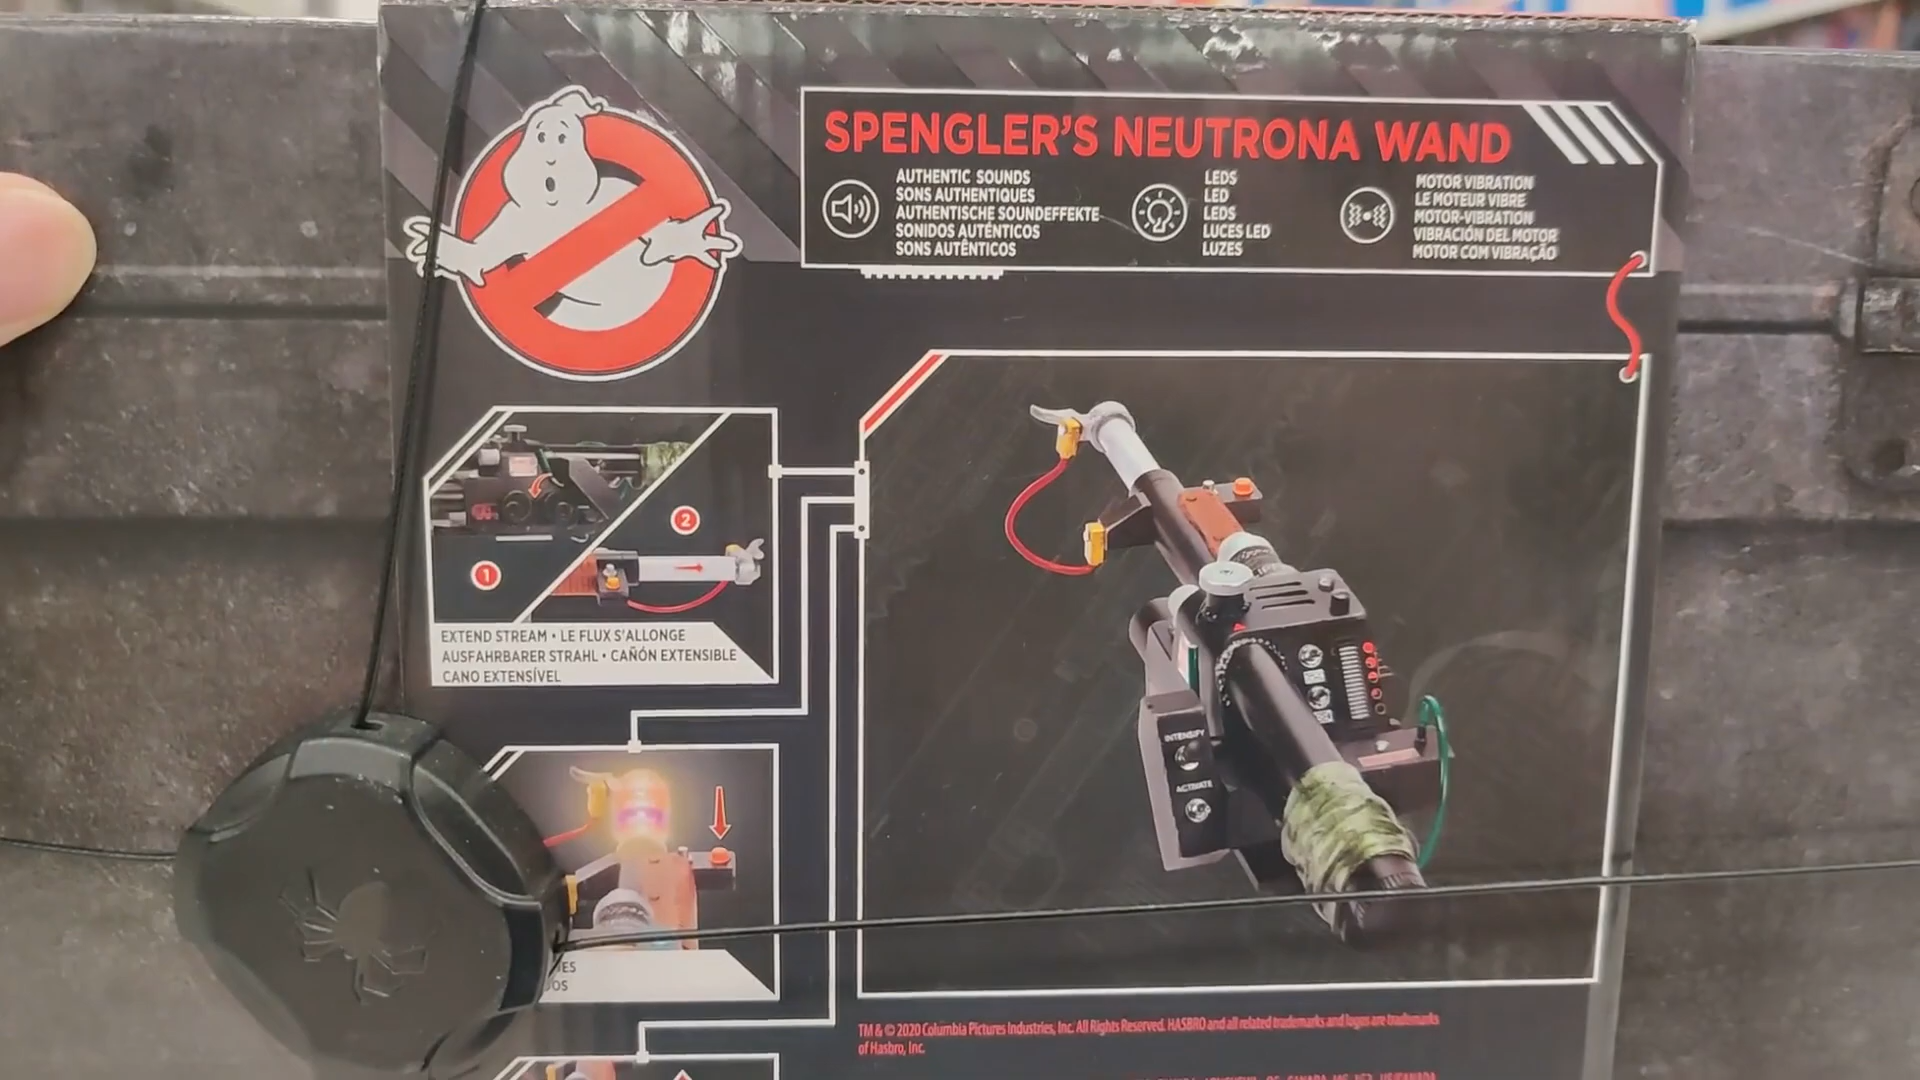 SPENGLER'S NEUTRONA WAND
AUTHENTIC SOUNDS
SONS AUTHENTIQUES
AUTHENTISCHE SOUNDEFFEKTE
SONIDOS AUTÉNTICOS
SONS AUTÊNTICOS
LEDS
LED
LEDS
LUCES LED
LUZES
MOTOR VIBRATION
LE MOTEUR VIBRE
MOTOR-VIBRATION
VIBRACIÓN DEL MOTOR
MOTOR COM VIBRAÇÃO
2
1
EXTEND STREAM • LE FLUX S'ALLONGE
AUSFAHRBARER STRAHL • CAÑÓN EXTENSIBLE
CANO EXTENSÍVEL
INTENSIFY
ACTIVATE
TM & © 2020 Columbia Pictures Industries, Inc. All Rights Reserved. HASBRO and all related trademarks and logos are trademarks
of Hasbro, Inc.